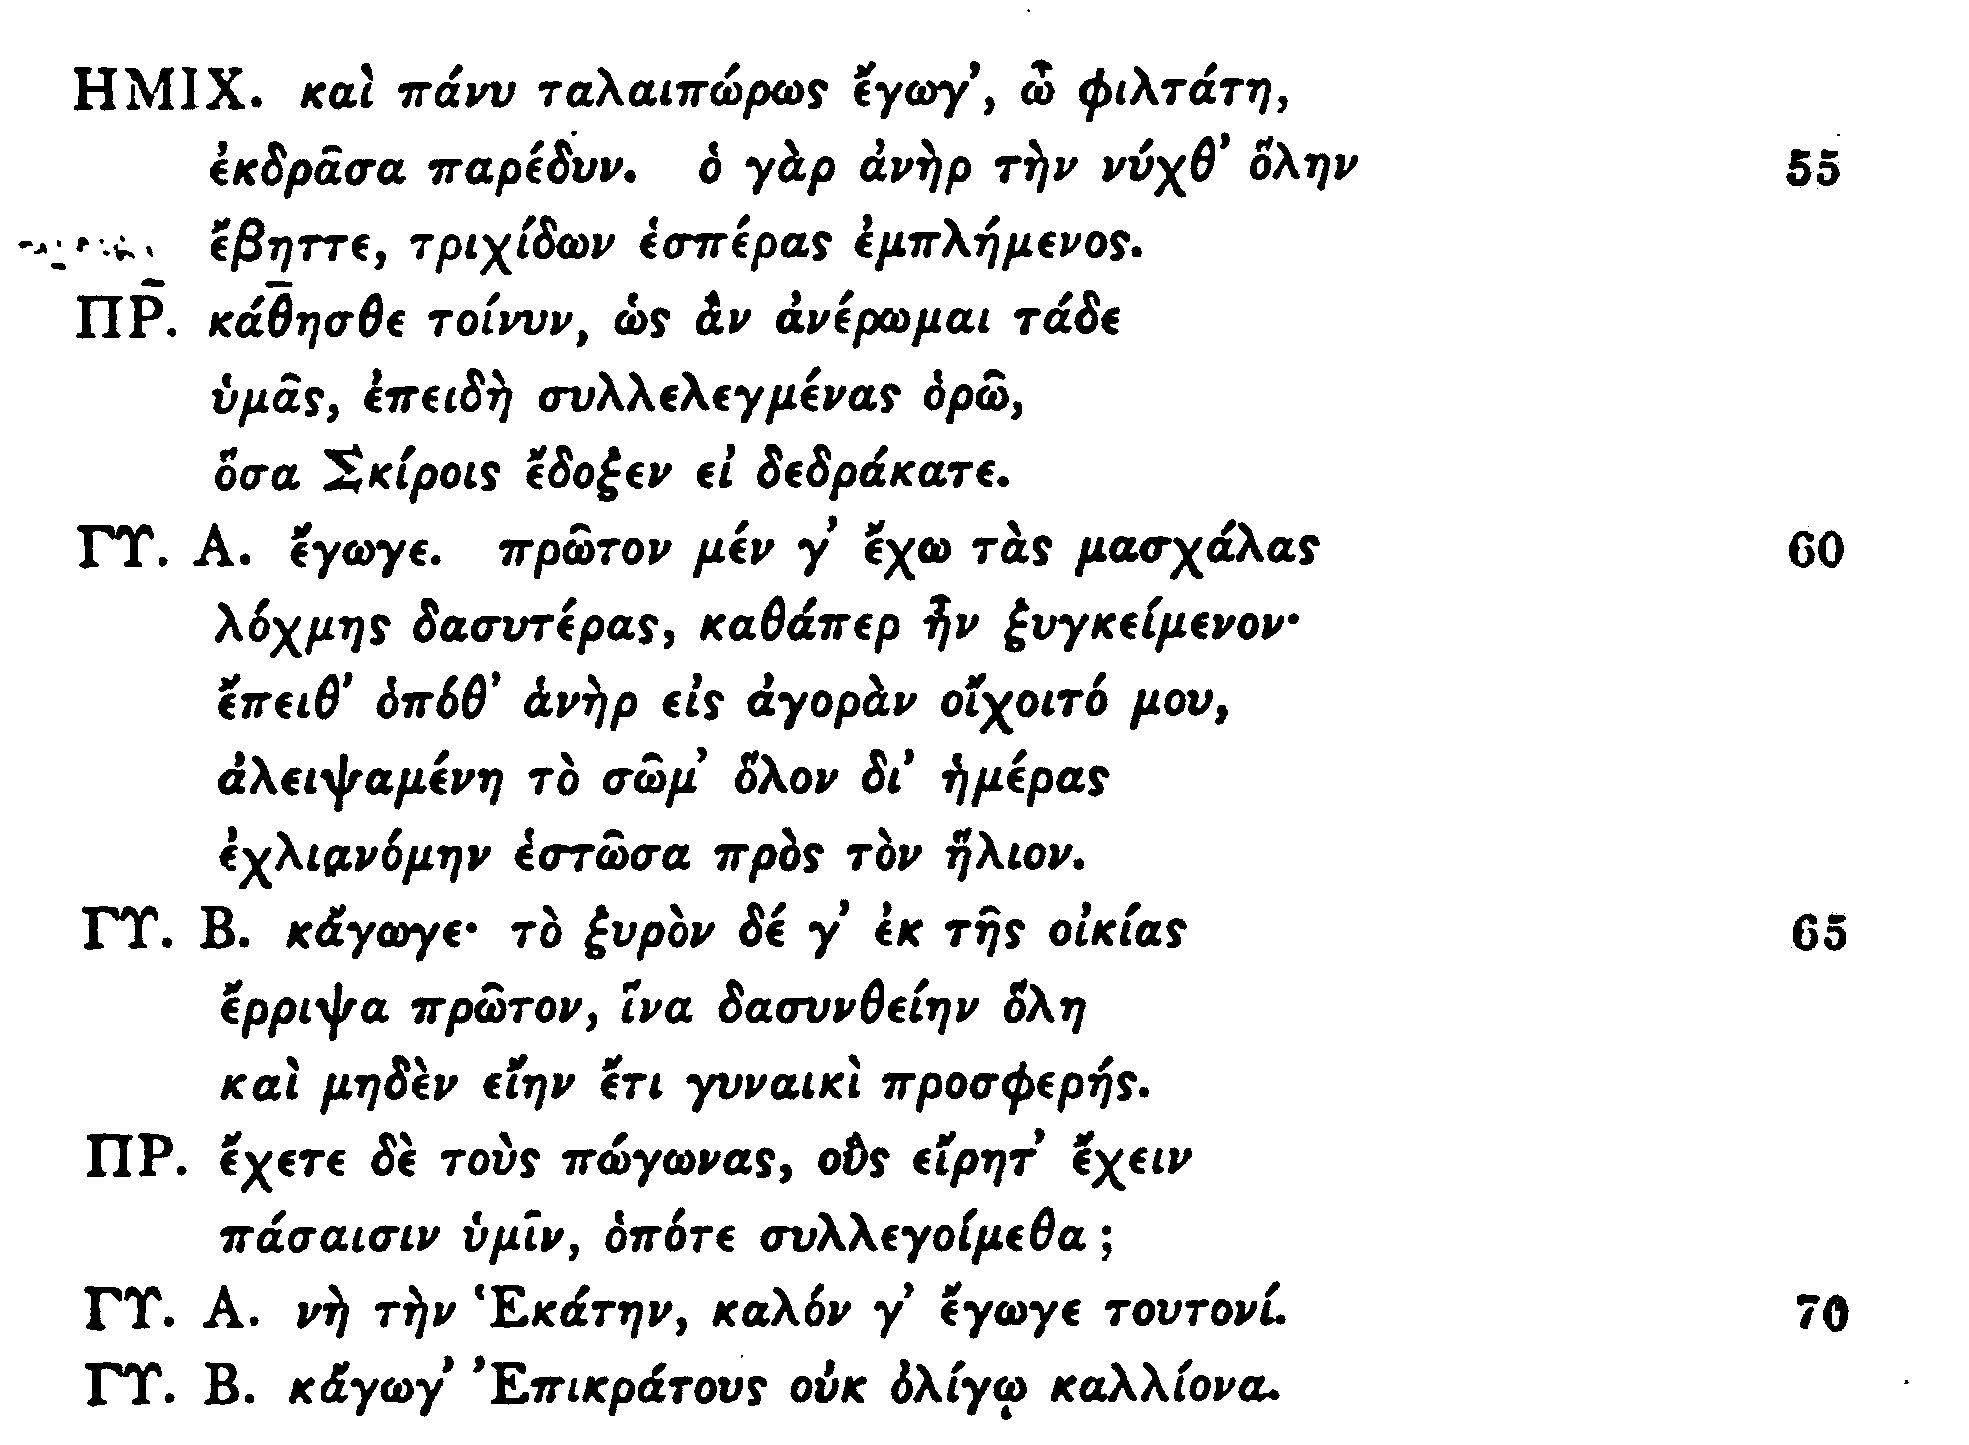 ΗΜΙΧ. καὶ πάνυ ταλαιπώρως ἔγωγ’, ὦ φιλτάτη,
ἐκδρᾶσα παρέδυν. ὁ γὰρ ἀνὴρ τὴν νύχθ’ ὅλην 55
ἔβηττε, τριχίδων ἑσπέρας ἐμπλήμενος.
ΠΡ. κάθησθε τοίνυν, ὡς ἂν ἀνέρωμαι τάδε
ὑμᾶς, ἐπειδὴ συλλελεγμένας ὁρῶ,
ὅσα Σκίροις ἔδοξεν εἰ δεδράκατε.
ΓΥ. Α. ἔγωγε. πρῶτον μέν γ’ ἔχω τὰς μασχάλας 60
λόχμης δασυτέρας, καθάπερ ἦν ξυγκείμενον·
ἔπειθ’ ὁπόθ’ ἁνὴρ εἰς ἀγορὰν οἴχοιτό μου,
ἀλειψαμένη τὸ σῶμ’ ὅλον δι’ ἡμέρας
ἐχλιανόμην ἑστῶσα πρὸς τὸν ἥλιον.
ΓΥ. Β. κἄγωγε· τὸ ξυρὸν δέ γ’ ἐκ τῆς οἰκίας 65
ἔρριψα πρῶτον, ἵνα δασυνθείην ὅλη
καὶ μηδὲν εἴην ἔτι γυναικὶ προσφερής.
ΠΡ. ἔχετε δὲ τοὺς πώγωνας, οὓς εἴρητ’ ἔχειν
πάσαισιν ὑμῖν, ὁπότε συλλεγοίμεθα;
ΓΥ. Α. νὴ τὴν Ἑκάτην, καλόν γ’ ἔγωγε τουτονί. 70
ΓΥ. Β. κἄγωγ’ Ἐπικράτους οὐκ ὀλίγῳ καλλίονα.